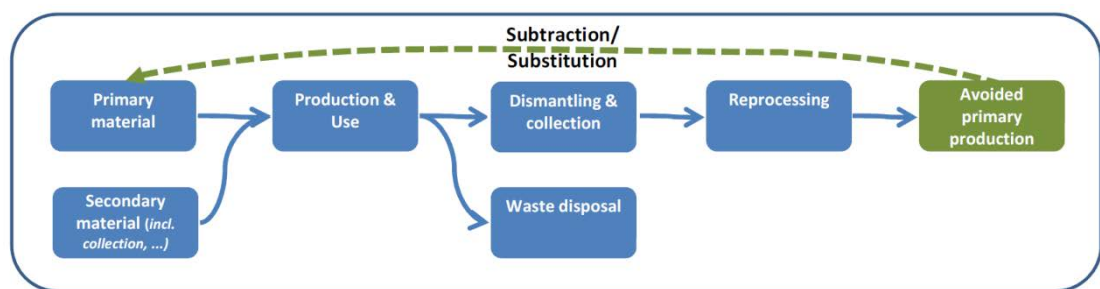 Subtraction/
Substitution
Primary
material
Production &
Use
Dismantling &
collection
Reprocessing
Avoided
primary
production
Secondary
material (incl.
collection, ...)
Waste disposal